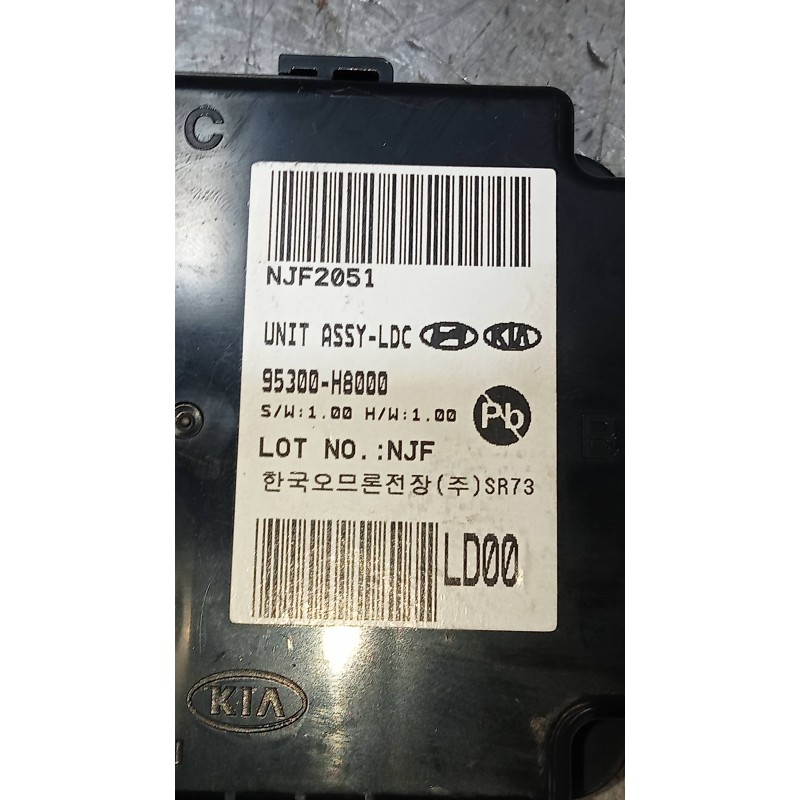 C
NJF2051
UNIT ASSY-LDC KIA
95300-H8000
S/W:1.00 H/W:1.00
Pb
B
LOT NO.:NJF
한국오므론전장(주)SR73
LD00
KIA